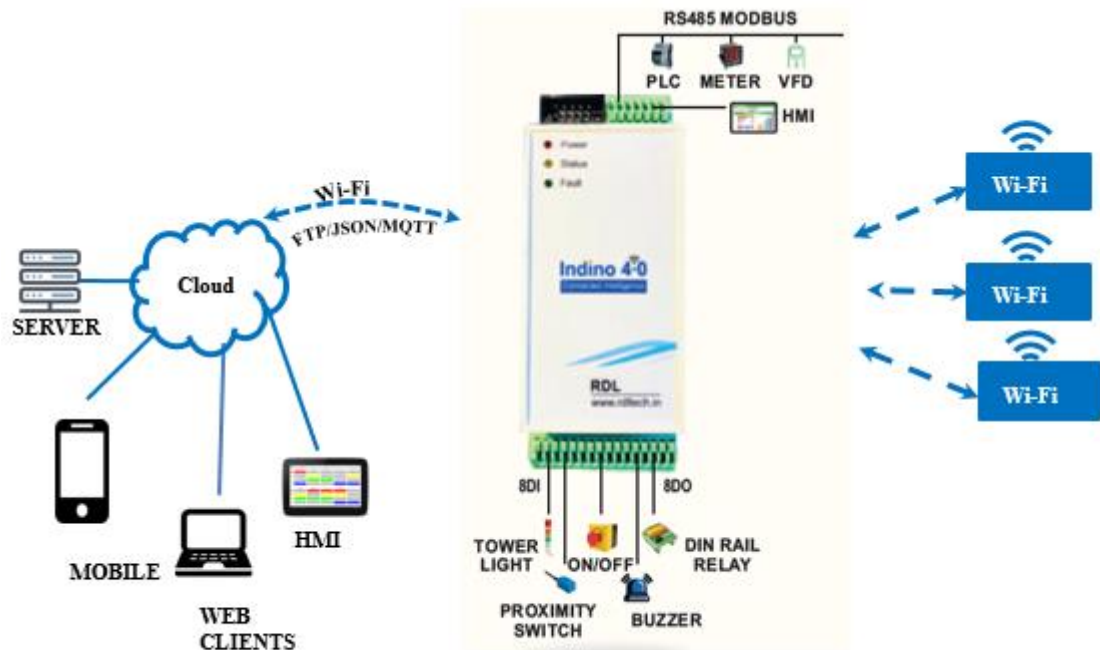 RS485 MODBUS
PLC
METER
VFD
HMI
Power
Status
Fault
Wi-Fi
FTP/JSON/MQTT
Cloud
SERVER
Indino 4.0
Connected Intelligence
RDL
www.rdltech.in
Wi-Fi
Wi-Fi
Wi-Fi
8DI
8DO
TOWER
LIGHT
ON/OFF
DIN RAIL
RELAY
PROXIMITY
SWITCH
BUZZER
HMI
MOBILE
WEB
CLIENTS